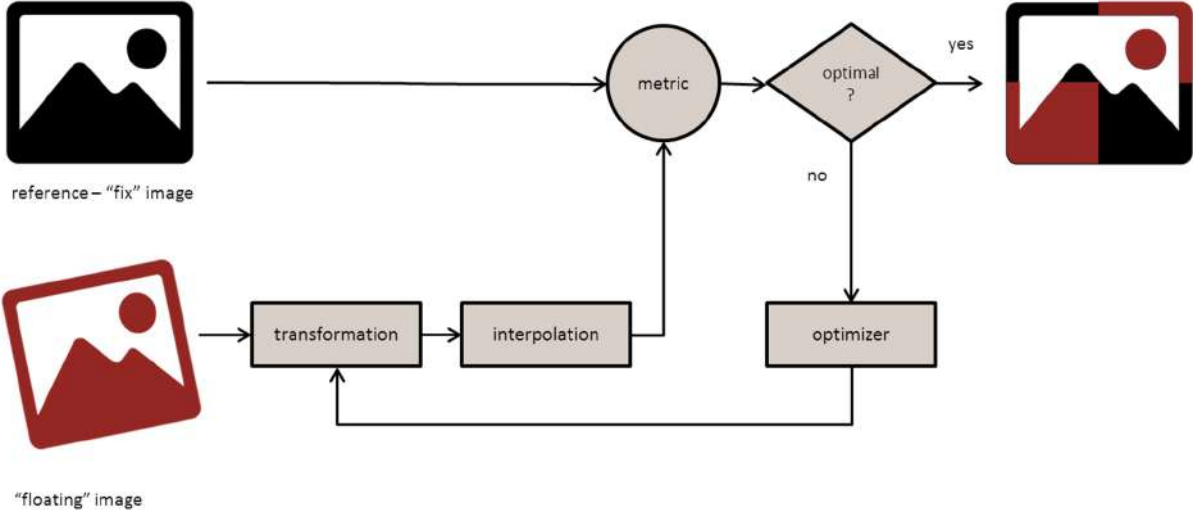 metric
optimal
?
yes
reference – “fix” image
no
transformation
interpolation
optimizer
“floating” image